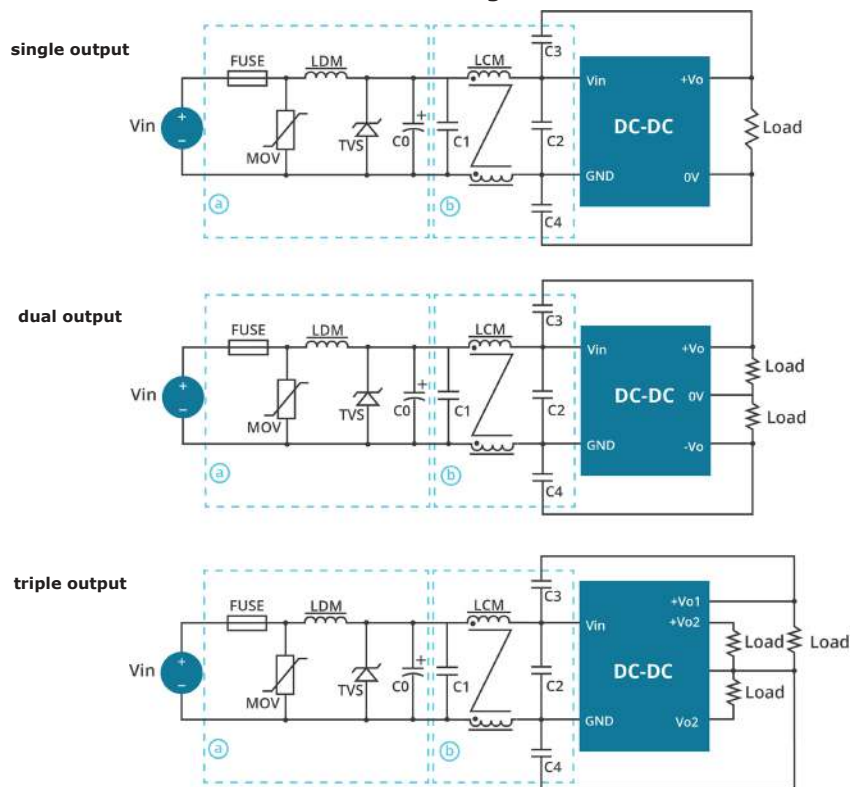 single output
FUSE
LDM
LCM
C3
Vin
MOV
TVS
C0
+
C1
C2
C4
Vin
+Vo
DC-DC
GND
0V
Load
+
−
a
b
dual output
FUSE
LDM
LCM
C3
Vin
MOV
TVS
C0
+
C1
C2
C4
Vin
+Vo
DC-DC
0V
GND
-Vo
Load
Load
+
−
a
b
triple output
FUSE
LDM
LCM
C3
Vin
MOV
TVS
C0
+
C1
C2
C4
+Vo1
+Vo2
Vin
DC-DC
GND
Vo2
Load
Load
Load
+
−
a
b